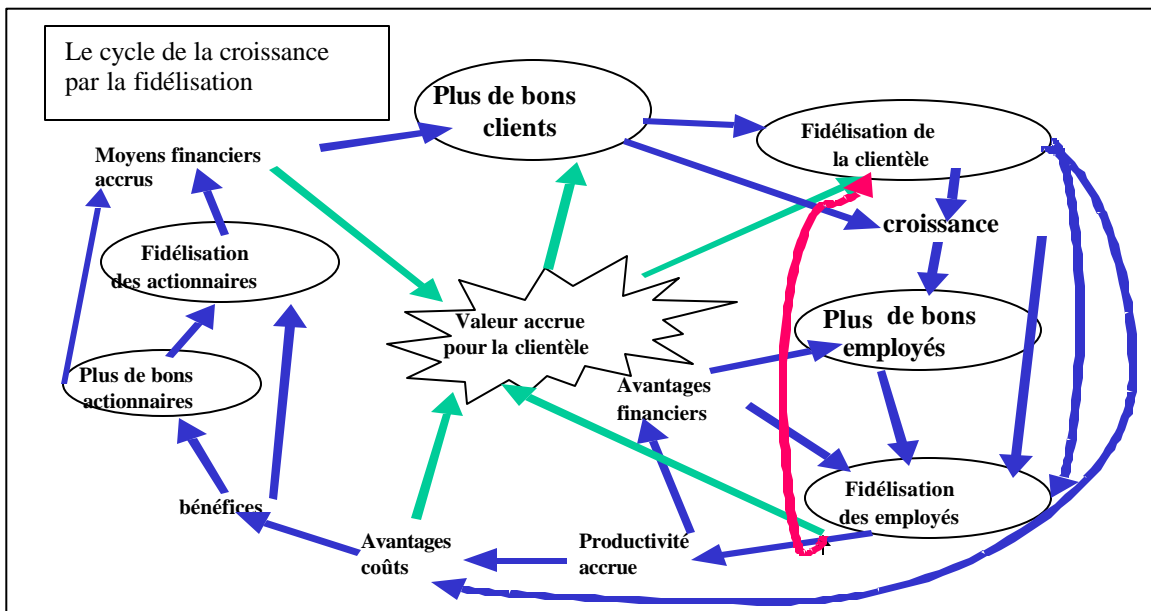 Le cycle de la croissance
par la fidélisation
Plus de bons
clients
Fidélisation de
la clientèle
Moyens financiers
accrus
croissance
Fidélisation
des actionnaires
Valeur accrue
pour la clientèle
Plus de bons
employés
Plus de bons
actionnaires
Avantages
financiers
bénéfices
Fidélisation
des employés
Avantages
coûts
Productivité
accrue